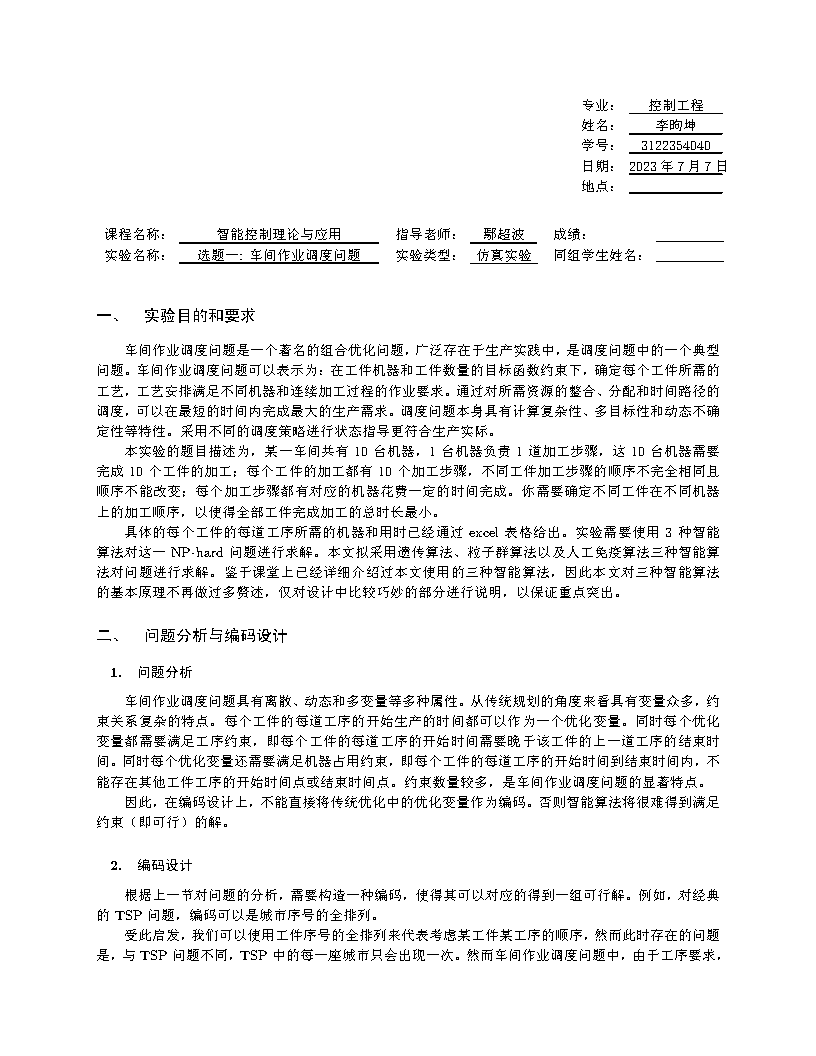 专业： 控制工程
姓名： 李昫坤
学号： 3122354040
日期： 2023 年 7 月 7 日
地点：
课程名称： 智能控制理论与应用 指导老师： 鄢超波 成绩：
实验名称： 选题一: 车间作业调度问题 实验类型： 仿真实验 同组学生姓名：
一、 实验目的和要求
车间作业调度问题是一个著名的组合优化问题，广泛存在于生产实践中，是调度问题中的一个典型
问题。车间作业调度问题可以表示为：在工件机器和工件数量的目标函数约束下，确定每个工件所需的
工艺，工艺安排满足不同机器和连续加工过程的作业要求。通过对所需资源的整合、分配和时间路径的
调度，可以在最短的时间内完成最大的生产需求。调度问题本身具有计算复杂性、多目标性和动态不确
定性等特性。采用不同的调度策略进行状态指导更符合生产实际。
本实验的题目描述为，某一车间共有 10 台机器，1 台机器负责 1 道加工步骤，这 10 台机器需要
完成 10 个工件的加工；每个工件的加工都有 10 个加工步骤，不同工件加工步骤的顺序不完全相同且
顺序不能改变；每个加工步骤都有对应的机器花费一定的时间完成。你需要确定不同工件在不同机器
上的加工顺序，以使得全部工件完成加工的总时长最小。
具体的每个工件的每道工序所需的机器和用时已经通过 excel 表格给出。实验需要使用 3 种智能
算法对这一 NP-hard 问题进行求解。本文拟采用遗传算法、粒子群算法以及人工免疫算法三种智能算
法对问题进行求解。鉴于课堂上已经详细介绍过本文使用的三种智能算法，因此本文对三种智能算法
的基本原理不再做过多赘述，仅对设计中比较巧妙的部分进行说明，以保证重点突出。
二、 问题分析与编码设计
1. 问题分析
车间作业调度问题具有离散、动态和多变量等多种属性。从传统规划的角度来看具有变量众多，约
束关系复杂的特点。每个工件的每道工序的开始生产的时间都可以作为一个优化变量。同时每个优化
变量都需要满足工序约束，即每个工件的每道工序的开始时间需要晚于该工件的上一道工序的结束时
间。同时每个优化变量还需要满足机器占用约束，即每个工件的每道工序的开始时间到结束时间内，不
能存在其他工件工序的开始时间点或结束时间点。约束数量较多，是车间作业调度问题的显著特点。
因此，在编码设计上，不能直接将传统优化中的优化变量作为编码。否则智能算法将很难得到满足
约束（即可行）的解。
2. 编码设计
根据上一节对问题的分析，需要构造一种编码，使得其可以对应的得到一组可行解。例如，对经典
的 TSP 问题，编码可以是城市序号的全排列。
受此启发，我们可以使用工件序号的全排列来代表考虑某工件某工序的顺序，然而此时存在的问题
是，与 TSP 问题不同，TSP 中的每一座城市只会出现一次。然而车间作业调度问题中，由于工序要求，